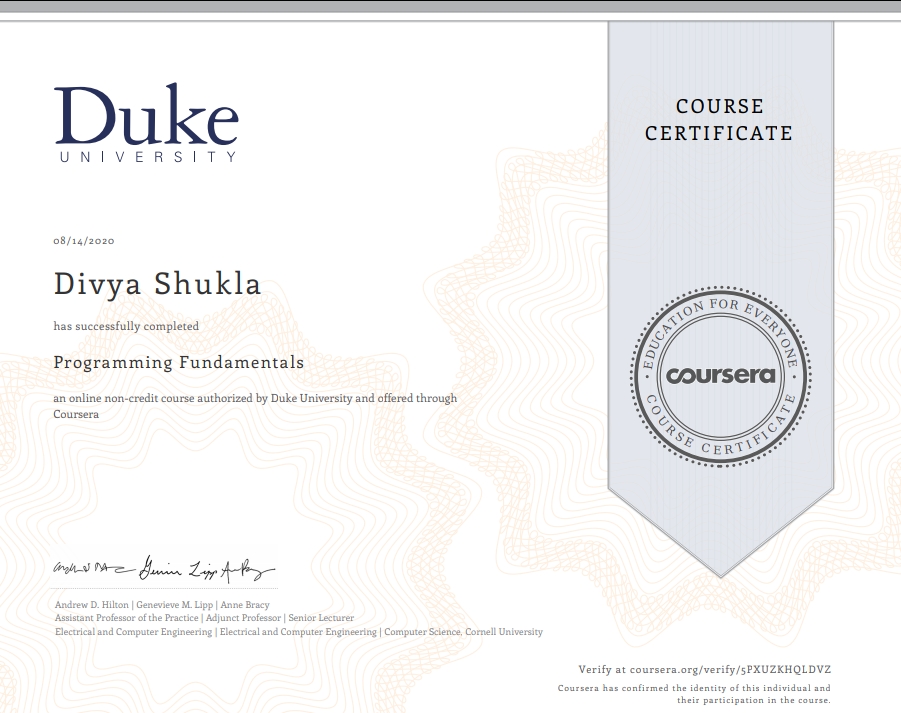 Duke
UNIVERSITY
COURSE
CERTIFICATE
08/14/2020
Divya Shukla
has successfully completed
Programming Fundamentals
an online non-credit course authorized by Duke University and offered through
Coursera
EDUCATION FOR EVERYONE
coursera
COURSE CERTIFICATE
Andrew D. Hilton | Genevieve M. Lipp | Anne Bracy
Assistant Professor of the Practice | Adjunct Professor | Senior Lecturer
Electrical and Computer Engineering | Electrical and Computer Engineering | Computer Science, Cornell University
Verify at coursera.org/verify/5PXUZKHQLDVZ
Coursera has confirmed the identity of this individual and
their participation in the course.